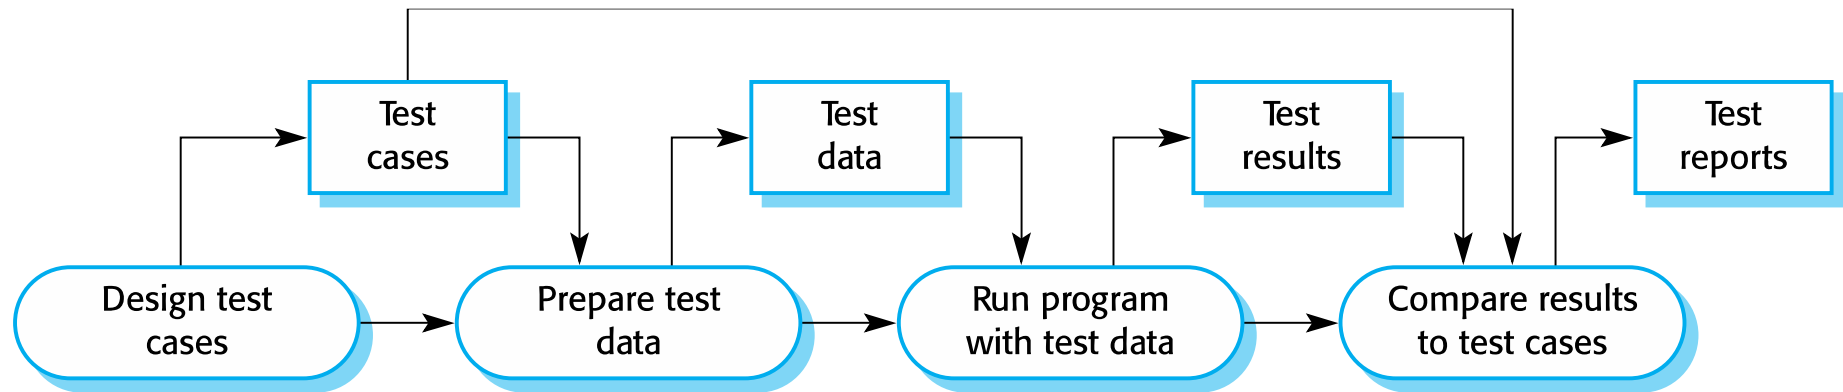 Test
cases
Test
data
Test
results
Test
reports
Design test
cases
Prepare test
data
Run program
with test data
Compare results
to test cases